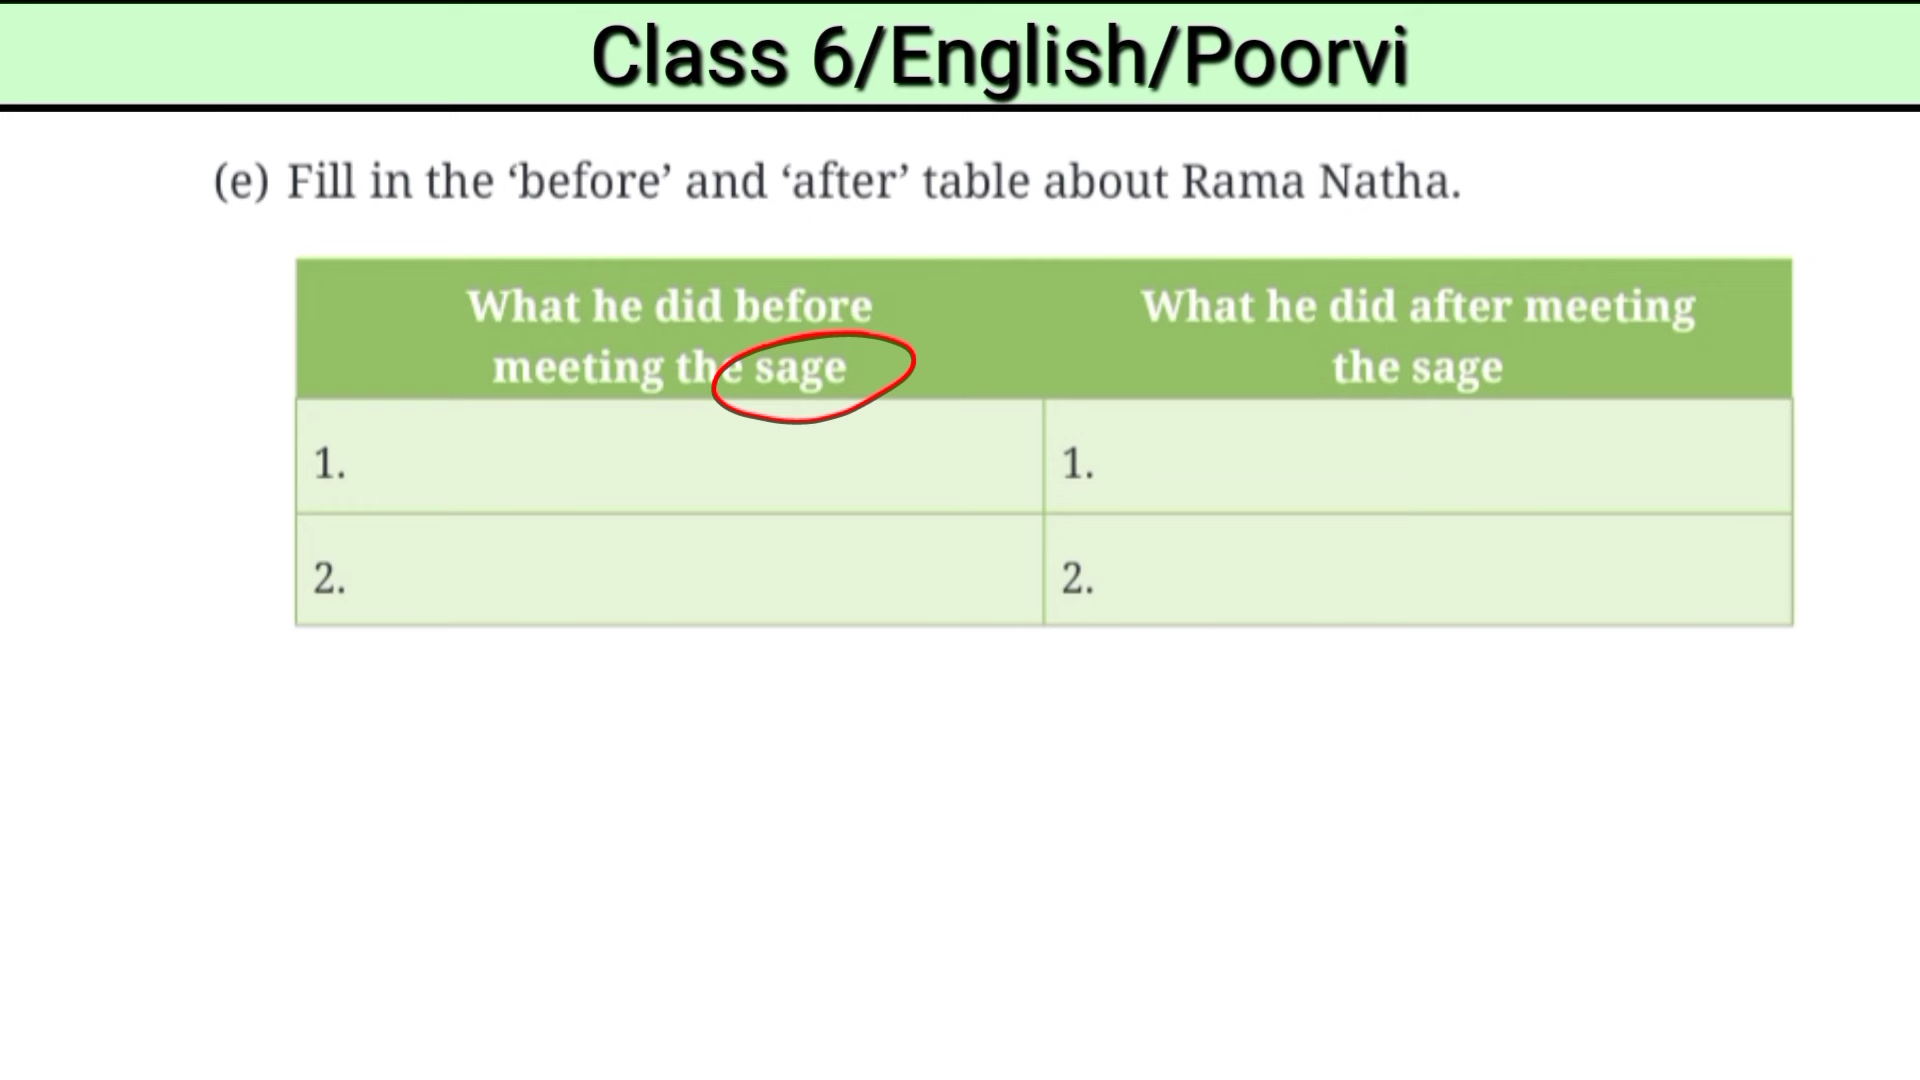 Class 6/English/Poorvi
(e) Fill in the ‘before’ and ‘after’ table about Rama Natha.
What he did before
meeting the sage
What he did after meeting
the sage
1.
1.
2.
2.